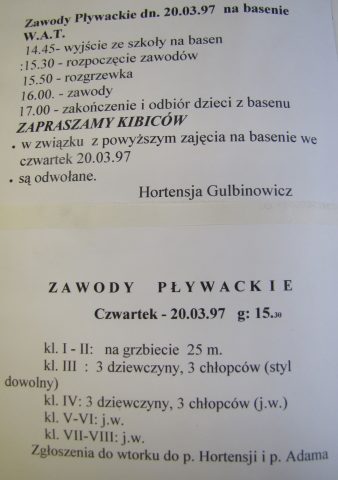 Zawody Pływackie dn. 20.03.97 na basenie
W.A.T.
14.45- wyjście ze szkoły na basen
:15.30 - rozpoczęcie zawodów
15.50 - rozgrzewka
16.00. - zawody
17.00 - zakończenie i odbiór dzieci z basenu
ZAPRASZAMY KIBICÓW
• w związku z powyższym zajęcia na basenie we
czwartek 20.03.97
• są odwołane.
Hortensja Gulbinowicz
ZAWODY PŁYWACKIE
Czwartek - 20.03.97 g: 15.30
kl. I - II: na grzbiecie 25 m.
kl. III : 3 dziewczyny, 3 chłopców (styl
dowolny)
kl. IV: 3 dziewczyny, 3 chłopców (j.w.)
kl. V-VI: j.w.
kl. VII-VIII: j.w.
Zgłoszenia do wtorku do p. Hortensji i p. Adama